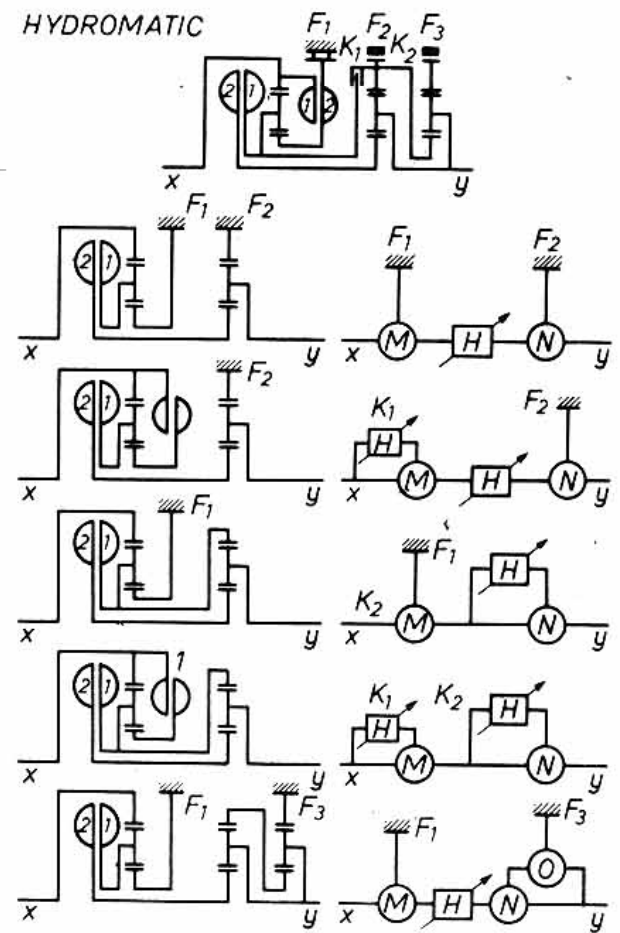 HYDROMATIC
F1 F2 F3
K1 K2
2 1 1 2
x y
F1 F2
2 1
x y
F1 F2
M H N
x y
F2
2 1
x y
K1 F2
H
M H N
x y
F1
2 1
x y
F1
H
K2
M N
x y
1
2 1
x y
K1 K2
H H
M N
x y
F1 F3
2 1
x y
F1 F3
O
M H N
x y